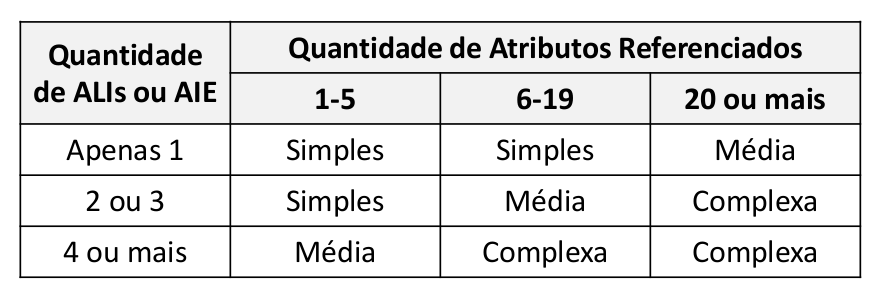 Quantidade de ALIs ou AIE
Quantidade de Atributos Referenciados
1-5
6-19
20 ou mais
Apenas 1
Simples
Simples
Média
2 ou 3
Simples
Média
Complexa
4 ou mais
Média
Complexa
Complexa